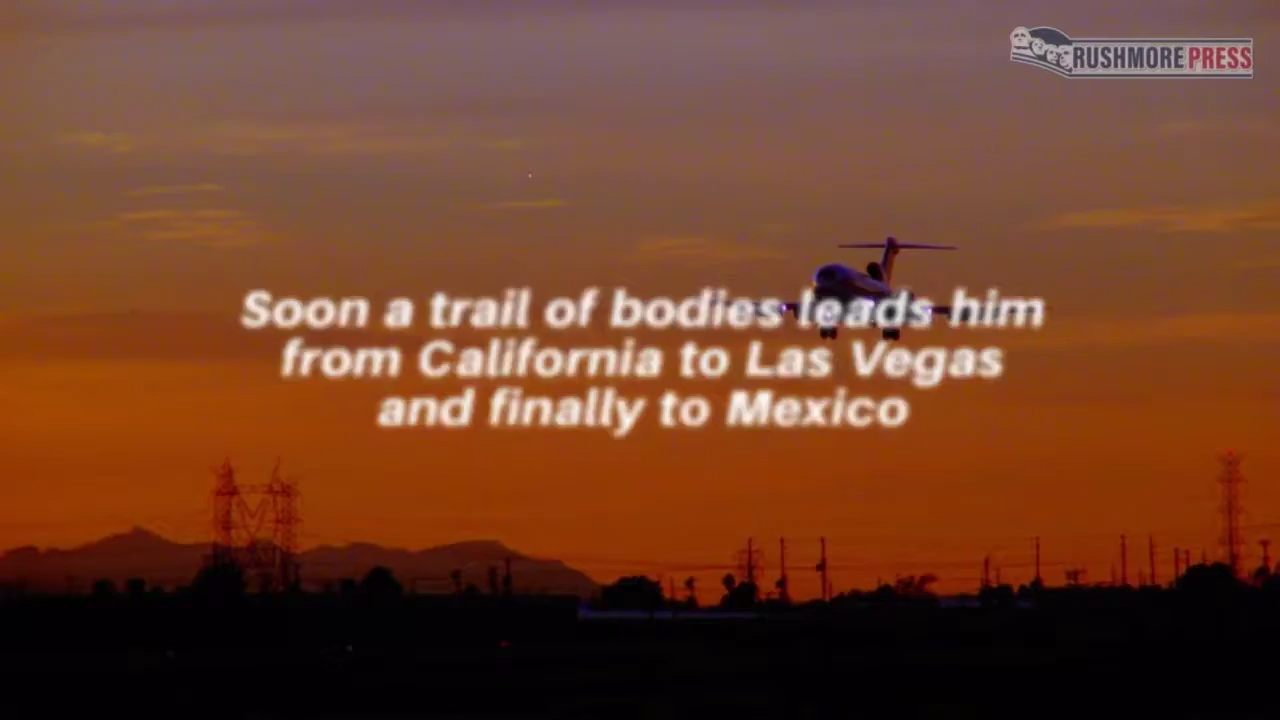 RUSHMORE PRESS
Soon a trail of bodies leads him
from California to Las Vegas
and finally to Mexico